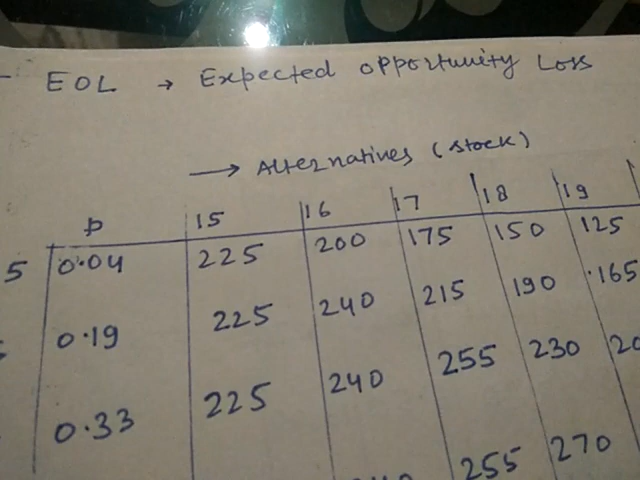 EOL → Expected opportunity Loss
→ Alternatives (stock)
p 15 16 17 18 19
5 0.04 225 200 175 150 125
0.19 225 240 215 190 165
0.33 225 240 255 230
255 270